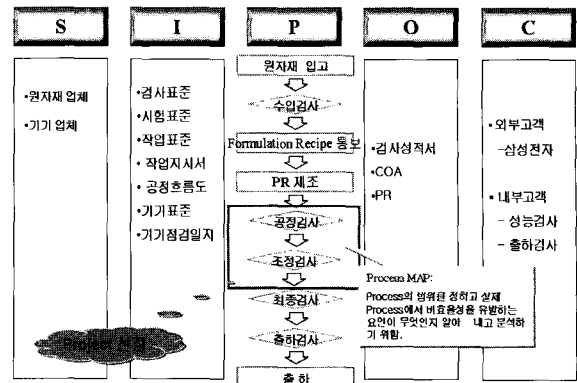 S
I
P
O
C
•원자재 업체
•기기 업체
•검사표준
•시험표준
•작업표준
• 작업지시서
• 공정흐름도
•기기표준
•기기점검일지
원자재 입고
수입검사
Formulation Recipe 통보
PR 제조
공정검사
조정검사
최종검사
출하검사
출 하
•검사성적서
•COA
•PR
• 외부고객
–삼성전자
• 내부고객
– 성능검사
– 출하검사
Process MAP:
Process의 범위를 정하고 실제
Process에서 비효율성을 유발하는
요인이 무엇인지 알아 내고 분석하
기 위함.
Project